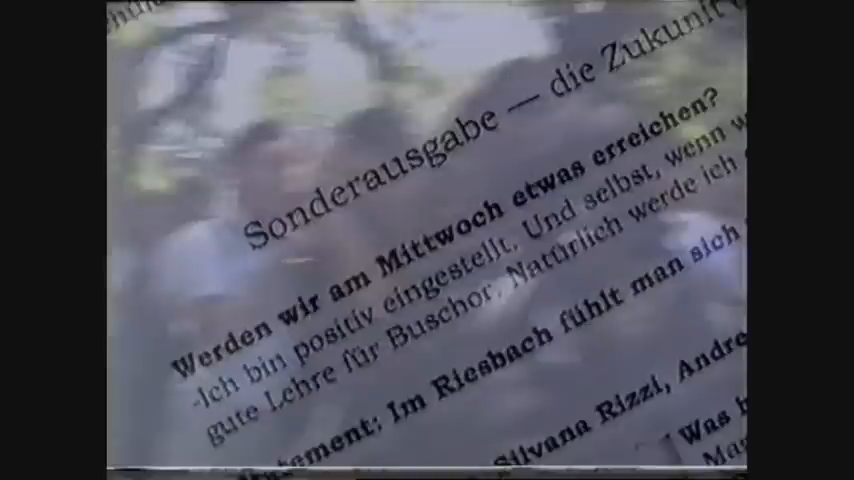 Sonderausgabe — die Zukunft
Werden wir am Mittwoch etwas erreichen?
-Ich bin positiv eingestellt. Und selbst, wenn
gute Lehre für Buschor. Natürlich werde ich
Im Riesbach fühlt man sich
Silvana Rizzi, Andre
Was